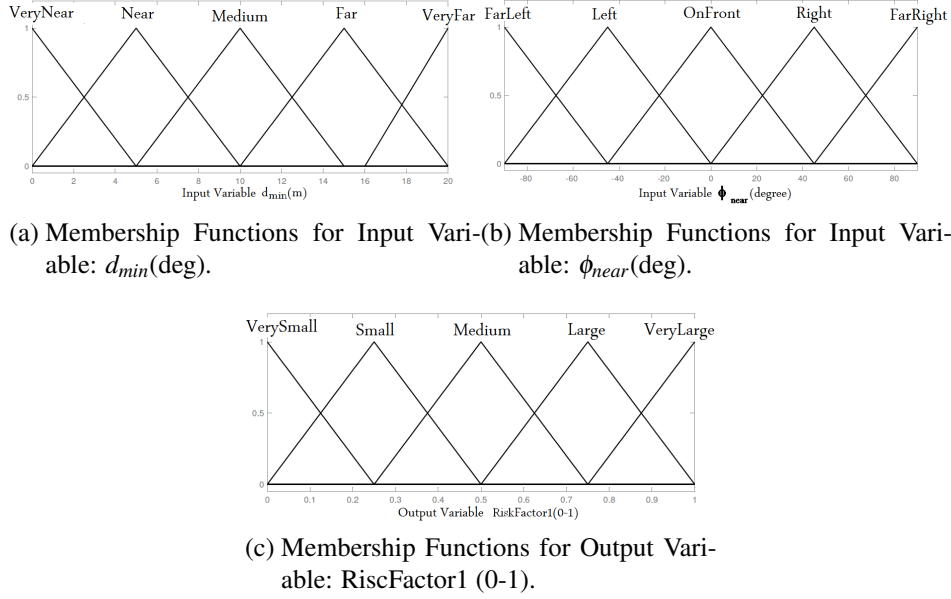 VeryNear Near Medium Far VeryFar
1
0.5
0
0 2 4 6 8 10 12 14 16 18 20
Input Variable d_min(m)
FarLeft Left OnFront Right FarRight
1
0.5
0
-80 -60 -40 -20 0 20 40 60 80
Input Variable ϕ_near(degree)
(a) Membership Functions for Input Vari-
able: d_min(deg).
(b) Membership Functions for Input Vari-
able: ϕ_near(deg).
VerySmall Small Medium Large VeryLarge
1
0.5
0
0 0.1 0.2 0.3 0.4 0.5 0.6 0.7 0.8 0.9 1
Output Variable RiskFactor1(0-1)
(c) Membership Functions for Output Vari-
able: RiscFactor1 (0-1).